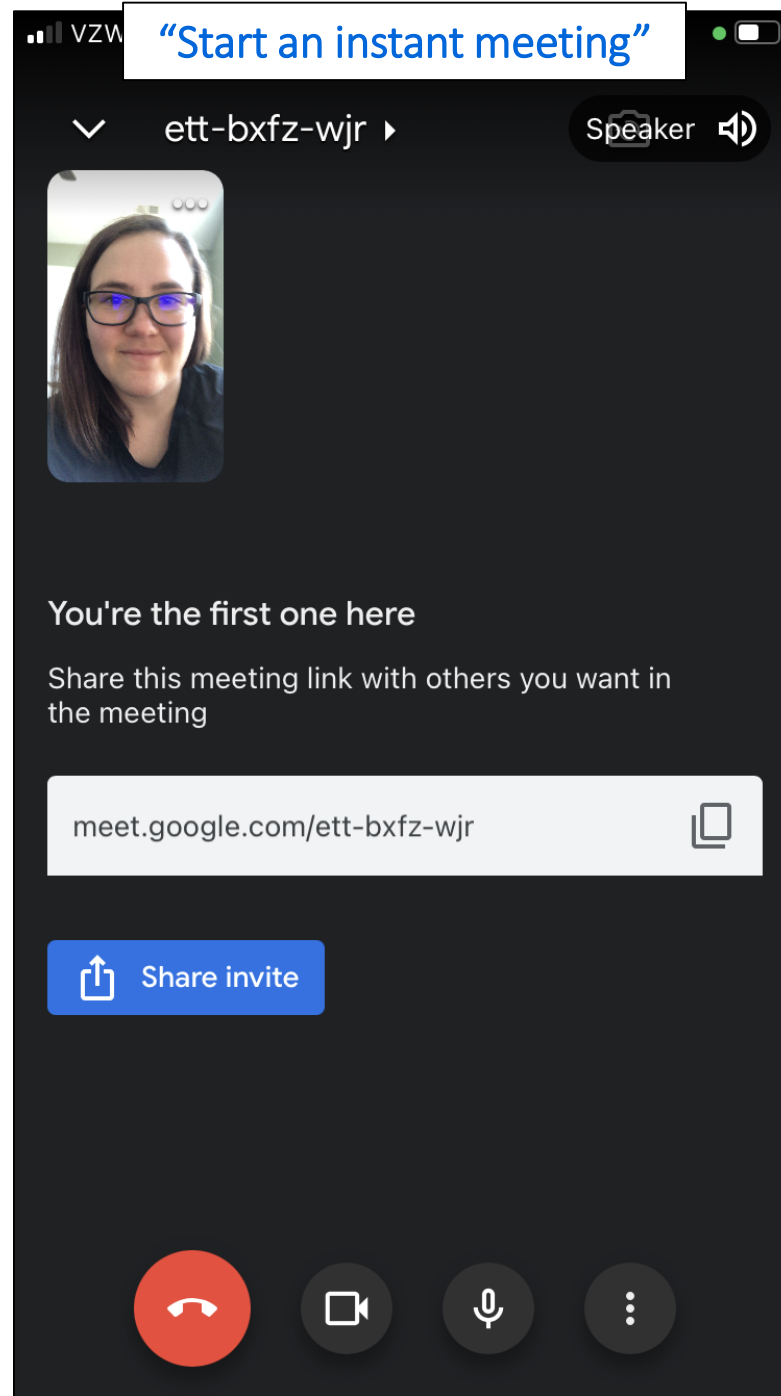 VZW
“Start an instant meeting”
ett-bxfz-wjr
Speaker
You're the first one here
Share this meeting link with others you want in
the meeting
meet.google.com/ett-bxfz-wjr
Share invite